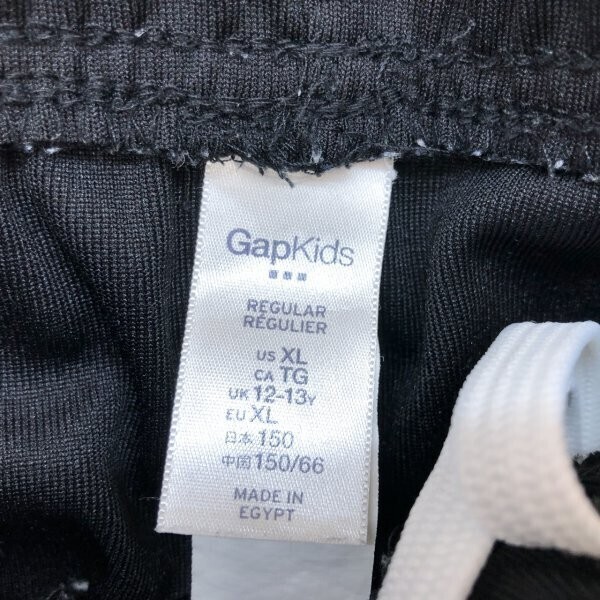 GapKids
REGULAR
RÉGULIER
US XL
CA TG
UK 12-13Y
EU XL
日本 150
中国 150/66
MADE IN
EGYPT